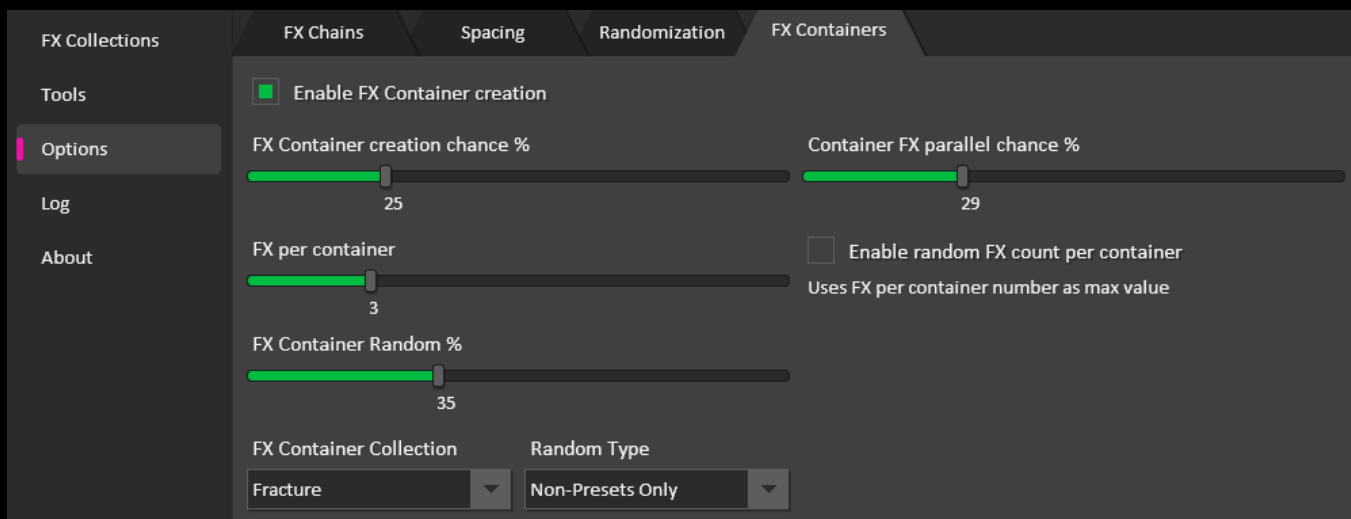 FX Collections
Tools
Options
Log
About
FX Chains
Spacing
Randomization
FX Containers
Enable FX Container creation
FX Container creation chance %
25
Container FX parallel chance %
29
FX per container
3
Enable random FX count per container
Uses FX per container number as max value
FX Container Random %
35
FX Container Collection
Fracture
Random Type
Non-Presets Only